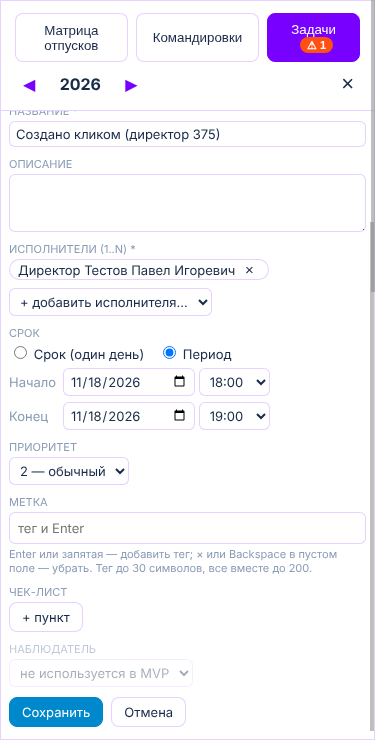 Матрица
отпусков
Командировки
Задачи
⚠ 1
◀ 2026 ▶ ×
НАЗВАНИЕ *
Создано кликом (директор 375)
ОПИСАНИЕ
ИСПОЛНИТЕЛИ (1..N) *
Директор Тестов Павел Игоревич ×
+ добавить исполнителя...
СРОК
Срок (один день) Период
Начало 11/18/2026 18:00
Конец 11/18/2026 19:00
ПРИОРИТЕТ
2 — обычный
МЕТКА
тег и Enter
Enter или запятая — добавить тег; × или Backspace в пустом
поле — убрать. Тег до 30 символов, все вместе до 200.
ЧЕК-ЛИСТ
+ пункт
НАБЛЮДАТЕЛЬ
не используется в MVP
Сохранить Отмена